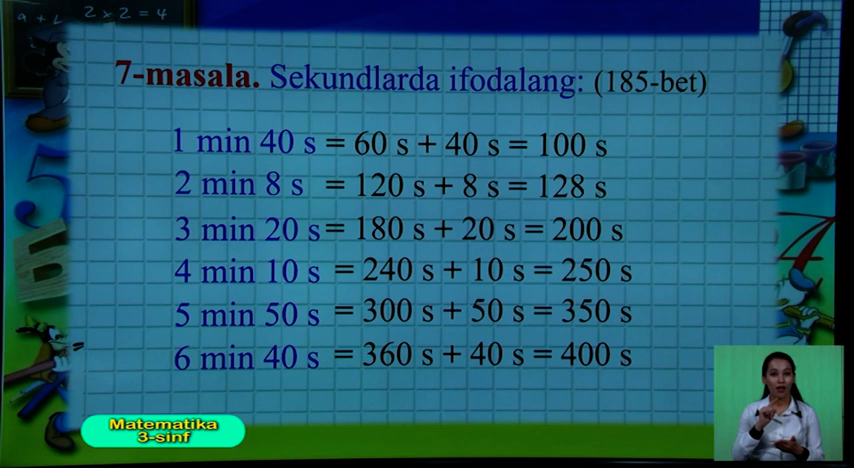 2 × 2 = 4
7-masala. Sekundlarda ifodalang: (185-bet)
1 min 40 s = 60 s + 40 s = 100 s
2 min 8 s = 120 s + 8 s = 128 s
3 min 20 s = 180 s + 20 s = 200 s
4 min 10 s = 240 s + 10 s = 250 s
5 min 50 s = 300 s + 50 s = 350 s
6 min 40 s = 360 s + 40 s = 400 s
Matematika
3-sinf